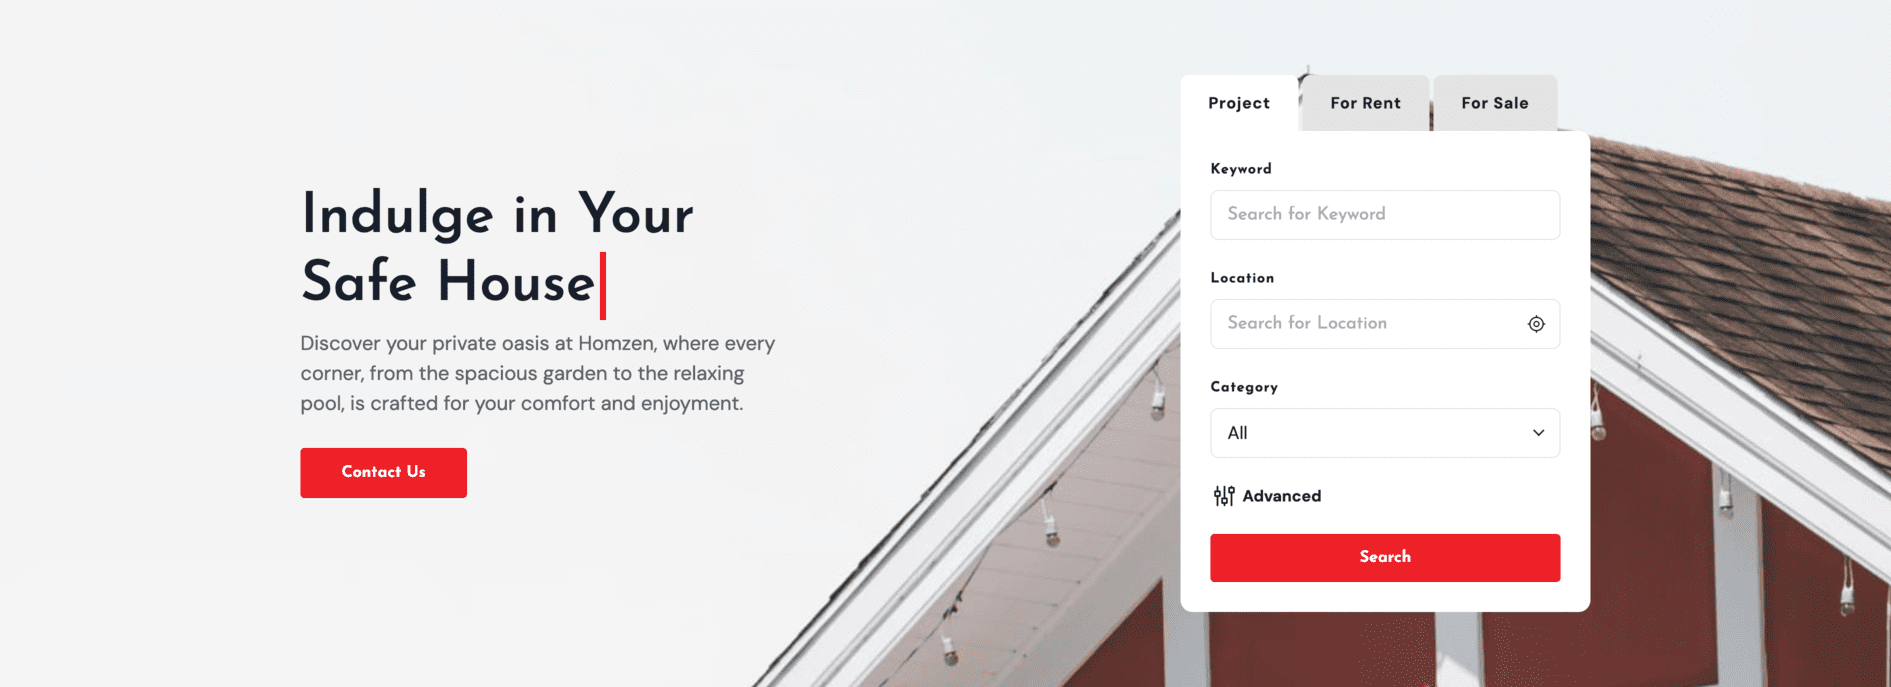 Indulge in Your
Safe House
Discover your private oasis at Homzen, where every
corner, from the spacious garden to the relaxing
pool, is crafted for your comfort and enjoyment.
Contact Us
Project For Rent For Sale
Keyword
Search for Keyword
Location
Search for Location
Category
All
Advanced
Search